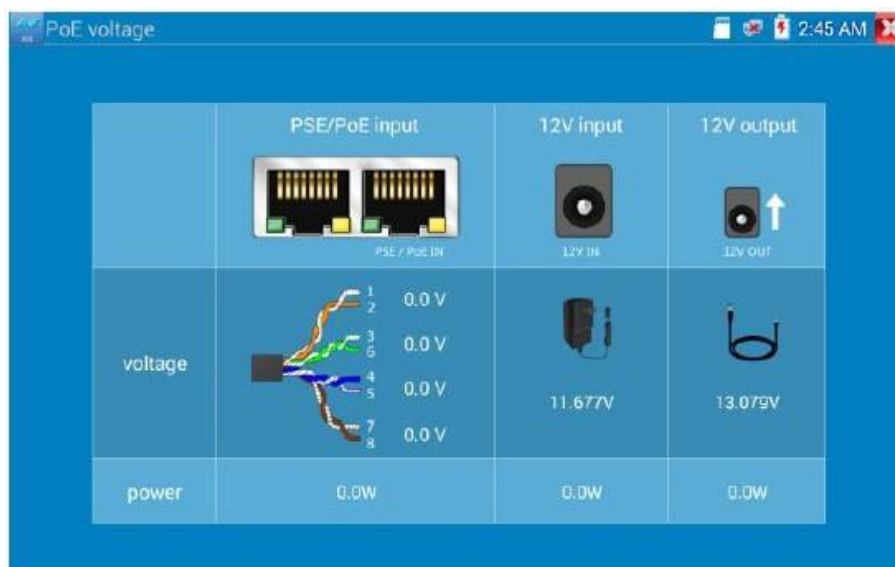 PoE voltage
2:45 AM
PSE/PoE input
12V input
12V output
PSE / PoE IN
12V IN
12V OUT
voltage
1
2
0.0 V
3
6
0.0 V
4
5
0.0 V
7
8
0.0 V
11.677V
13.079V
power
0.0W
0.0W
0.0W